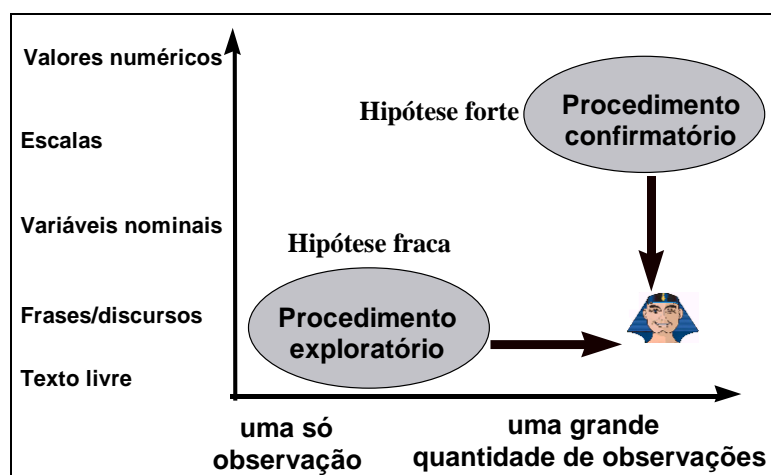 Valores numéricos
Escalas
Variáveis nominais
Frases/discursos
Texto livre
Hipótese forte
Procedimento
confirmatório
Hipótese fraca
Procedimento
exploratório
uma só
observação
uma grande
quantidade de observações